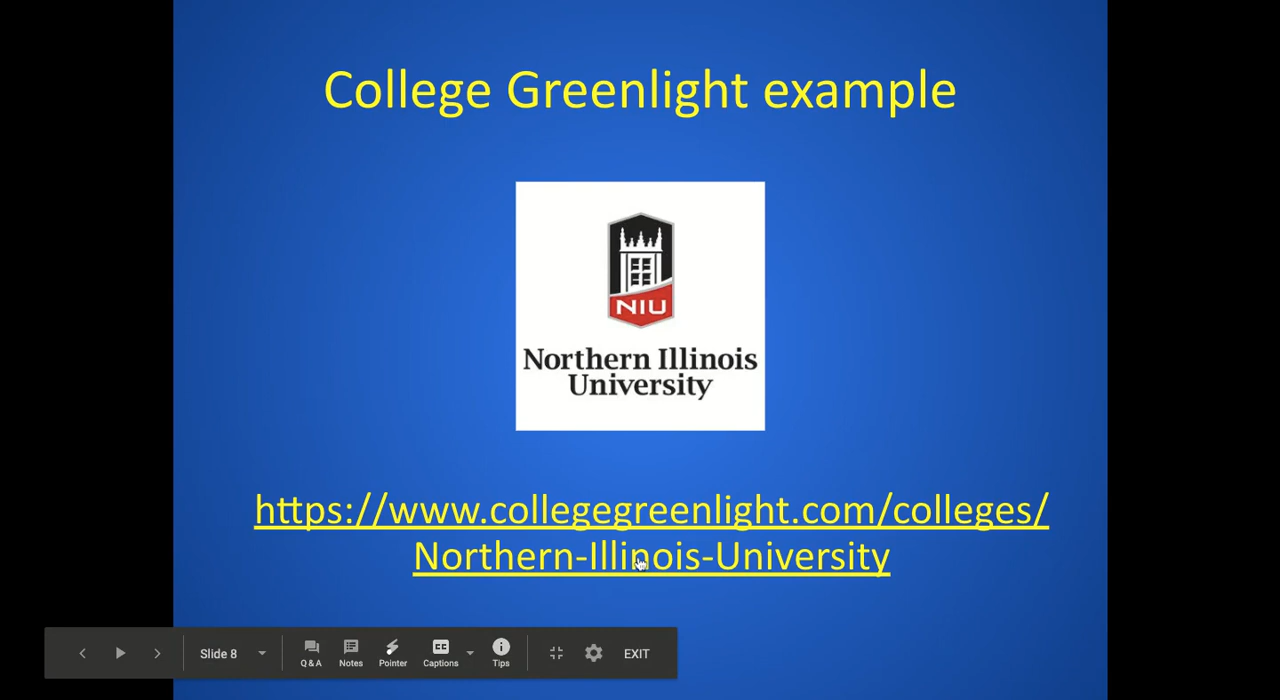 College Greenlight example
NIU
Northern Illinois
University
https://www.collegegreenlight.com/colleges/
Northern-Illinois-University
Slide 8
Q & A
Notes
Pointer
CC
Captions
Tips
EXIT